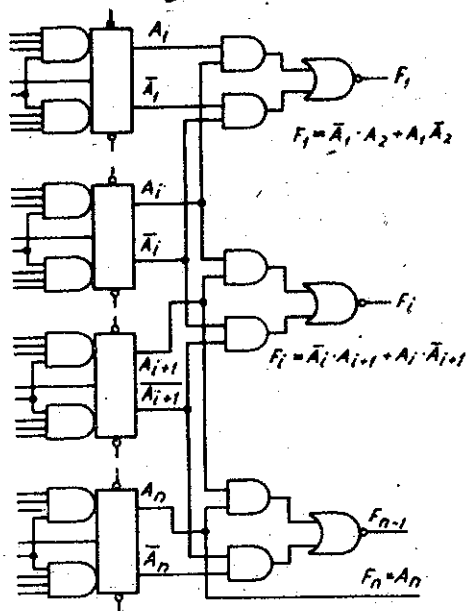 A₁
Ā₁
F₁
F₁ = Ā₁ · A₂ + A₁ Ā₂
Aᵢ
Āᵢ
Fᵢ
Aᵢ₊₁
Āᵢ₊₁
Fᵢ = Āᵢ · Aᵢ₊₁ + Aᵢ · Āᵢ₊₁
Aₙ
Fₙ₋₁
Āₙ
Fₙ = Aₙ